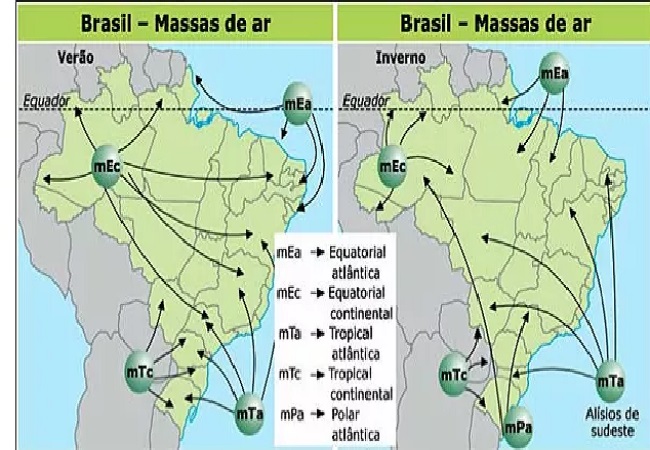 Brasil – Massas de ar
Verão
Equador
mEa
mEc
mTc
mTa
mEa → Equatorial
atlântica
mEc → Equatorial
continental
mTa → Tropical
atlântica
mTc → Tropical
continental
mPa → Polar
atlântica
Brasil – Massas de ar
Inverno
Equador
mEa
mEc
mTc
mTa
mPa
Alísios de
sudeste